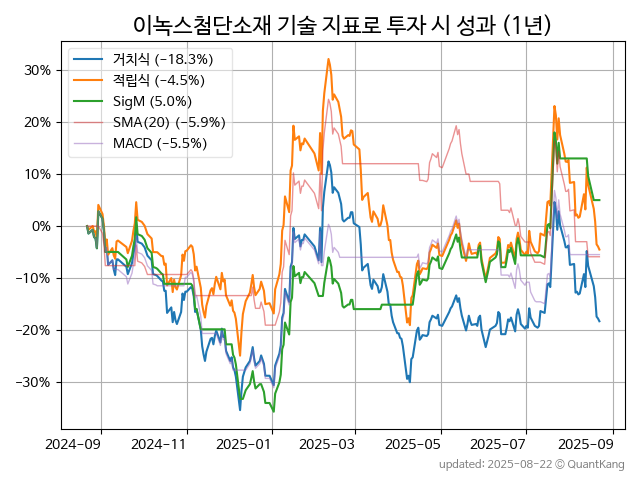 이녹스첨단소재 기술 지표로 투자 시 성과 (1년)
거치식 (−18.3%)
적립식 (−4.5%)
SigM (5.0%)
SMA(20) (−5.9%)
MACD (−5.5%)
30%
20%
10%
0%
−10%
−20%
−30%
2024-09 2024-11 2025-01 2025-03 2025-05 2025-07 2025-09
updated: 2025-08-22 © QuantKang